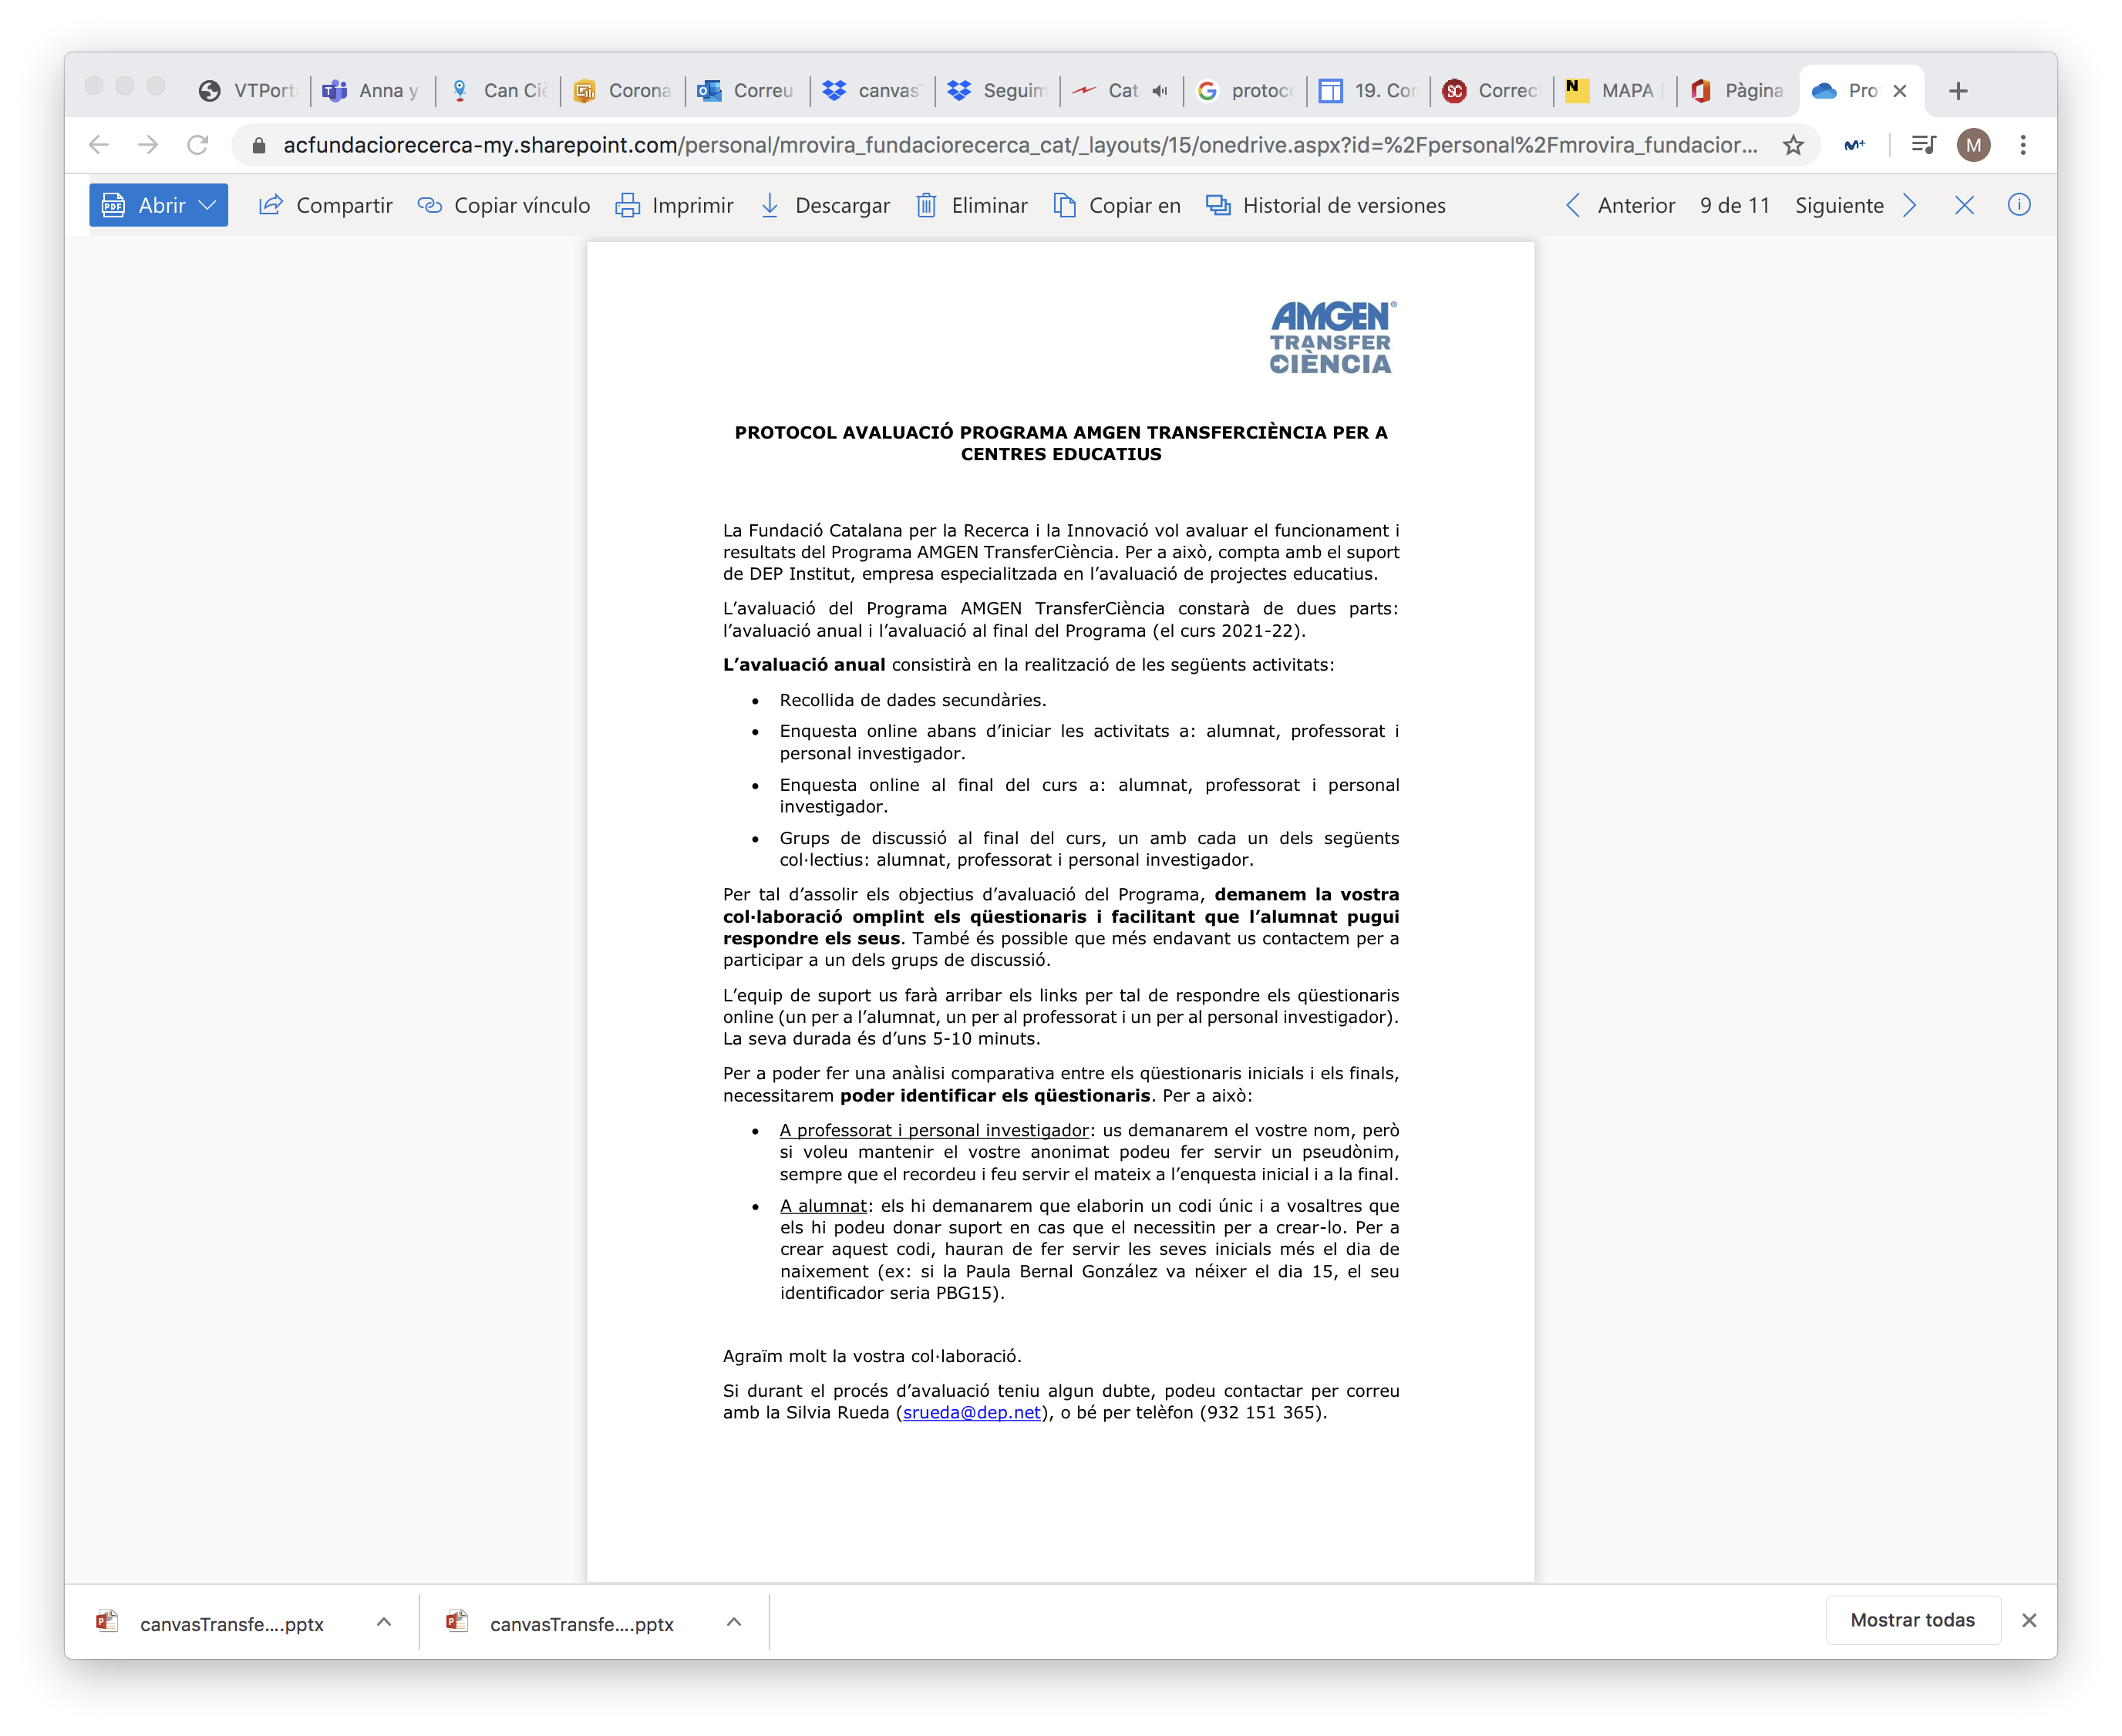 VTPort
Anna y
Can Ciè
Corona
Correu
canvas
Seguim
Cat
protoco
19. Cor
Correc
MAPA
Pàgina
Pro
acfundaciorecerca-my.sharepoint.com/personal/mrovira_fundaciorecerca_cat/_layouts/15/onedrive.aspx?id=%2Fpersonal%2Fmrovira_fundacior...
M
Abrir
Compartir
Copiar vínculo
Imprimir
Descargar
Eliminar
Copiar en
Historial de versiones
Anterior
9 de 11
Siguiente
AMGEN®
TRANSFER
CIÈNCIA
PROTOCOL AVALUACIÓ PROGRAMA AMGEN TRANSFERCIÈNCIA PER A
CENTRES EDUCATIUS
La Fundació Catalana per la Recerca i la Innovació vol avaluar el funcionament i
resultats del Programa AMGEN TransferCiència. Per a això, compta amb el suport
de DEP Institut, empresa especialitzada en l’avaluació de projectes educatius.
L’avaluació del Programa AMGEN TransferCiència constarà de dues parts:
l’avaluació anual i l’avaluació al final del Programa (el curs 2021-22).
L’avaluació anual consistirà en la realització de les següents activitats:
• Recollida de dades secundàries.
• Enquesta online abans d’iniciar les activitats a: alumnat, professorat i
personal investigador.
• Enquesta online al final del curs a: alumnat, professorat i personal
investigador.
• Grups de discussió al final del curs, un amb cada un dels següents
col·lectius: alumnat, professorat i personal investigador.
Per tal d’assolir els objectius d’avaluació del Programa, demanem la vostra
col·laboració omplint els qüestionaris i facilitant que l’alumnat pugui
respondre els seus. També és possible que més endavant us contactem per a
participar a un dels grups de discussió.
L’equip de suport us farà arribar els links per tal de respondre els qüestionaris
online (un per a l’alumnat, un per al professorat i un per al personal investigador).
La seva durada és d’uns 5-10 minuts.
Per a poder fer una anàlisi comparativa entre els qüestionaris inicials i els finals,
necessitarem poder identificar els qüestionaris. Per a això:
• A professorat i personal investigador: us demanarem el vostre nom, però
si voleu mantenir el vostre anonimat podeu fer servir un pseudònim,
sempre que el recordeu i feu servir el mateix a l’enquesta inicial i a la final.
• A alumnat: els hi demanarem que elaborin un codi únic i a vosaltres que
els hi podeu donar suport en cas que el necessitin per a crear-lo. Per a
crear aquest codi, hauran de fer servir les seves inicials més el dia de
naixement (ex: si la Paula Bernal González va néixer el dia 15, el seu
identificador seria PBG15).
Agraïm molt la vostra col·laboració.
Si durant el procés d’avaluació teniu algun dubte, podeu contactar per correu
amb la Silvia Rueda (srueda@dep.net), o bé per telèfon (932 151 365).
canvasTransfe....pptx
canvasTransfe....pptx
Mostrar todas